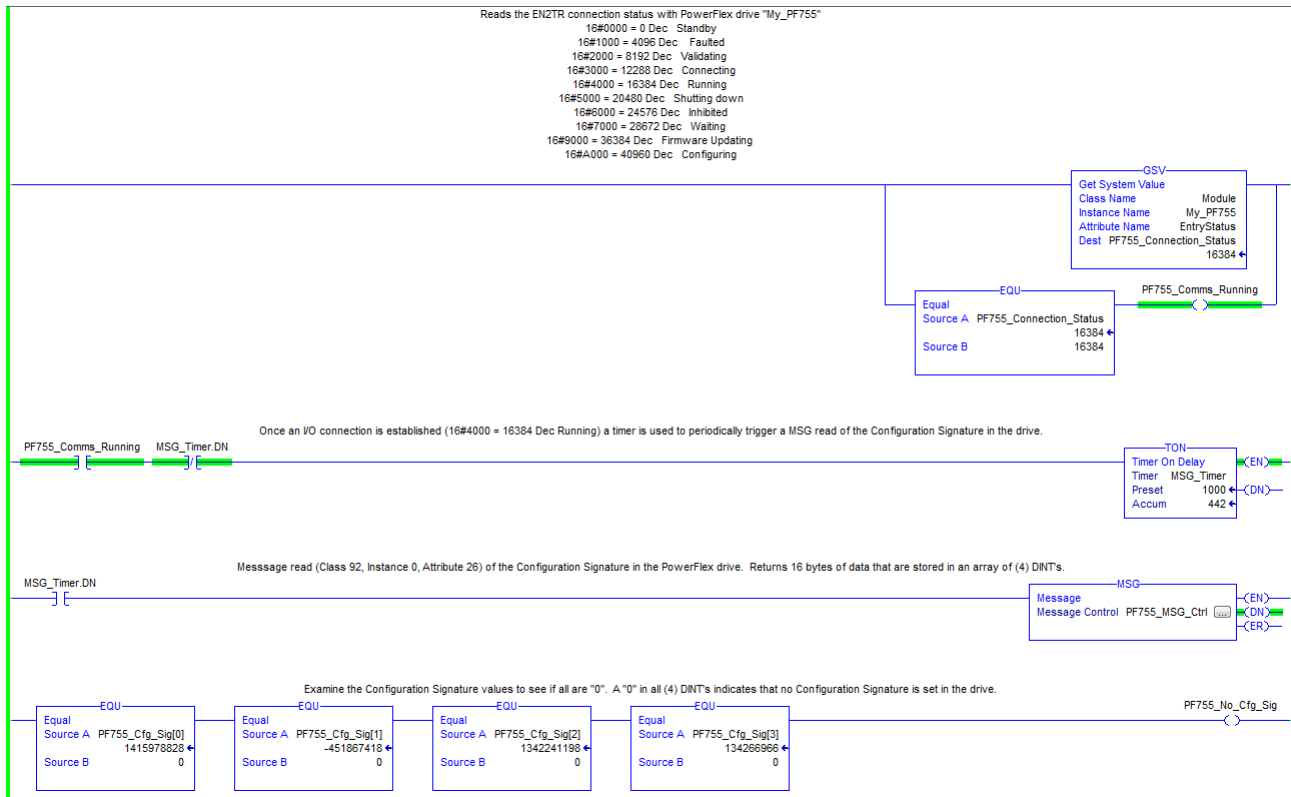 Reads the EN2TR connection status with PowerFlex drive "My_PF755"
16#0000 = 0 Dec Standby
16#1000 = 4096 Dec Faulted
16#2000 = 8192 Dec Validating
16#3000 = 12288 Dec Connecting
16#4000 = 16384 Dec Running
16#5000 = 20480 Dec Shutting down
16#6000 = 24576 Dec Inhibited
16#7000 = 28672 Dec Waiting
16#9000 = 36384 Dec Firmware Updating
16#A000 = 40960 Dec Configuring
GSV
Get System Value
Class Name Module
Instance Name My_PF755
Attribute Name EntryStatus
Dest PF755_Connection_Status
16384
EQU
Equal
Source A PF755_Connection_Status
16384
Source B 16384
PF755_Comms_Running
Once an I/O connection is established (16#4000 = 16384 Dec Running) a timer is used to periodically trigger a MSG read of the Configuration Signature in the drive.
PF755_Comms_Running MSG_Timer.DN
TON
Timer On Delay
Timer MSG_Timer
Preset 1000
Accum 442
EN
DN
Messsage read (Class 92, Instance 0, Attribute 26) of the Configuration Signature in the PowerFlex drive. Returns 16 bytes of data that are stored in an array of (4) DINT's.
MSG_Timer.DN
MSG
Message
Message Control PF755_MSG_Ctrl ...
EN
DN
ER
Examine the Configuration Signature values to see if all are "0". A "0" in all (4) DINT's indicates that no Configuration Signature is set in the drive.
EQU
Equal
Source A PF755_Cfg_Sig[0]
1415978828
Source B 0
EQU
Equal
Source A PF755_Cfg_Sig[1]
-451867418
Source B 0
EQU
Equal
Source A PF755_Cfg_Sig[2]
1342241198
Source B 0
EQU
Equal
Source A PF755_Cfg_Sig[3]
134266966
Source B 0
PF755_No_Cfg_Sig